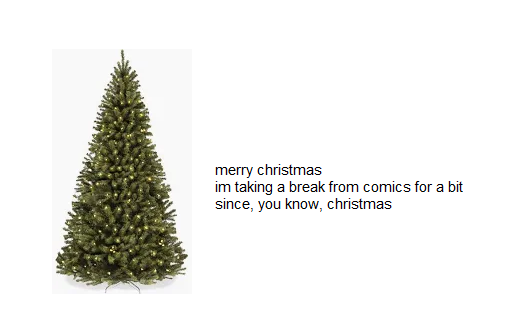 merry christmas
im taking a break from comics for a bit
since, you know, christmas